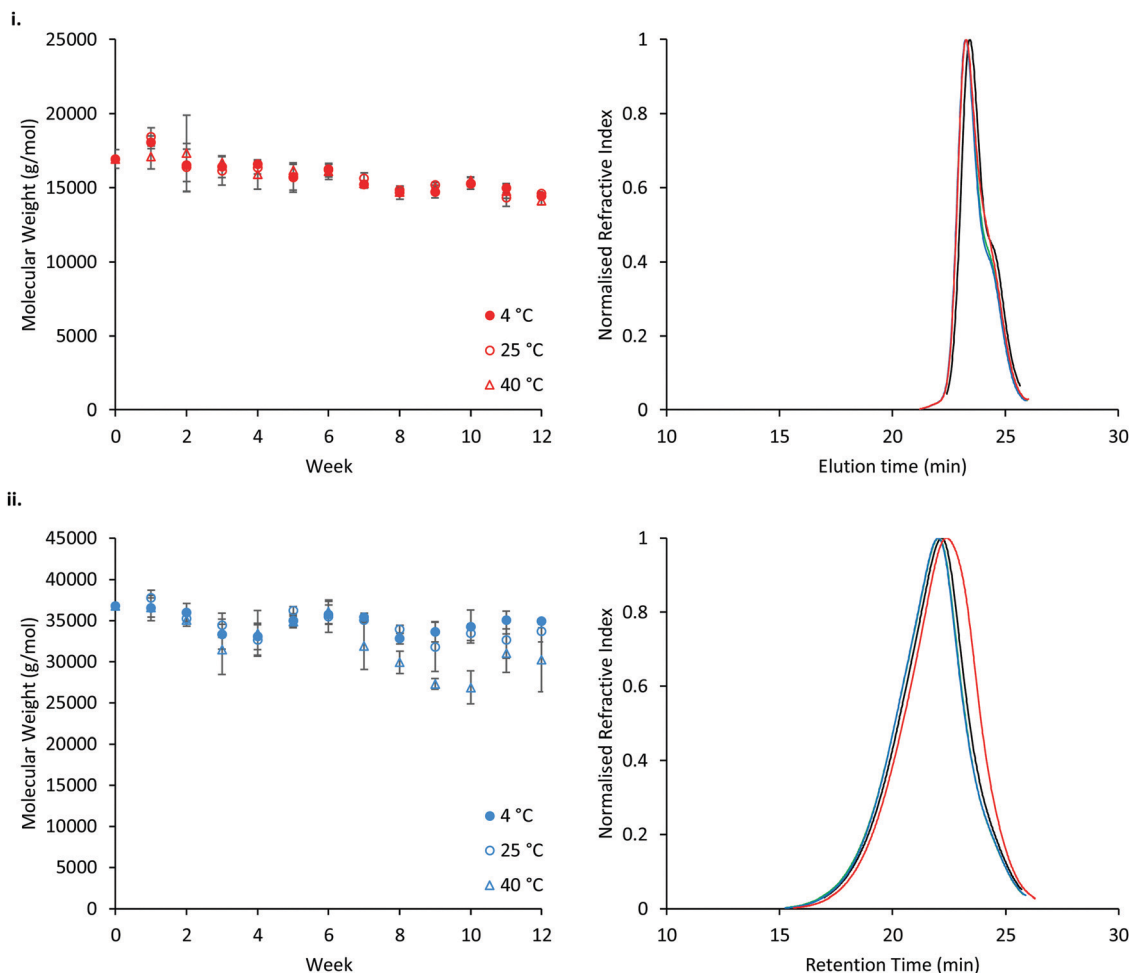 i.
25000
20000
15000
10000
5000
0
Molecular Weight (g/mol)
4 °C
25 °C
40 °C
0 2 4 6 8 10 12
Week
1
0.8
0.6
0.4
0.2
0
Normalised Refractive Index
10 15 20 25 30
Elution time (min)
ii.
45000
40000
35000
30000
25000
20000
15000
10000
5000
0
Molecular Weight (g/mol)
4 °C
25 °C
40 °C
0 2 4 6 8 10 12
Week
1
0.8
0.6
0.4
0.2
0
Normalised Refractive Index
10 15 20 25 30
Retention Time (min)